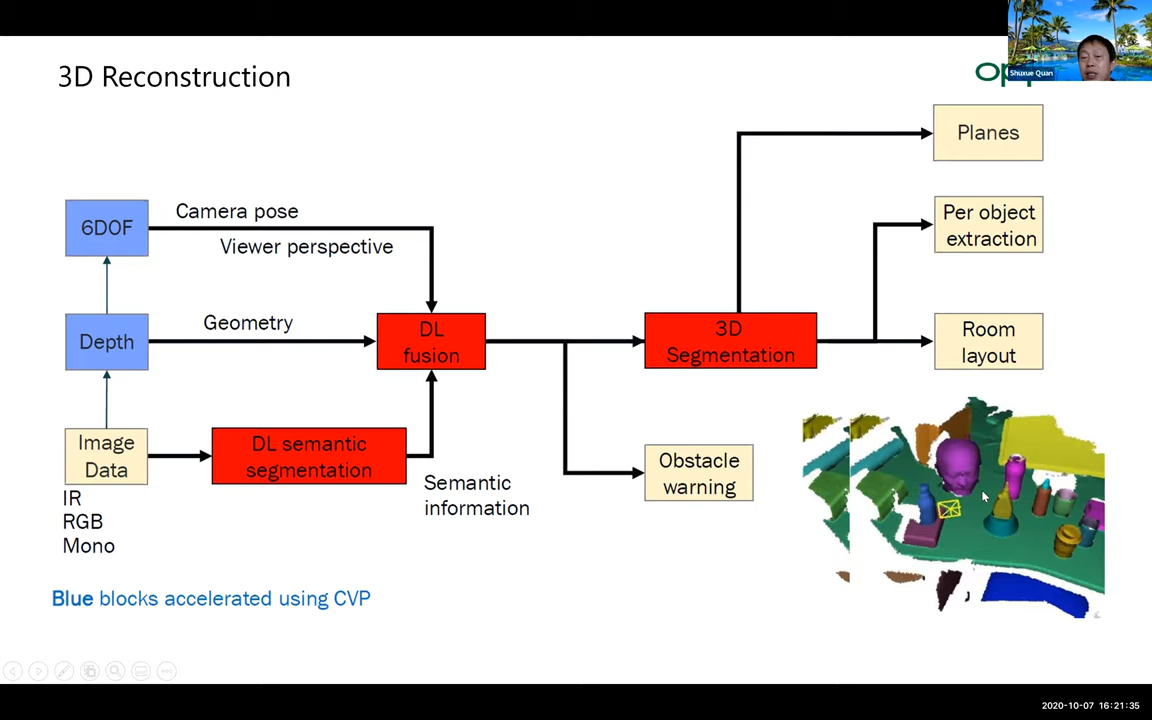 3D Reconstruction
Shuxue Quan
Planes
Per object
extraction
6DOF
Camera pose
Viewer perspective
Depth
Geometry
DL
fusion
3D
Segmentation
Room
layout
Image
Data
DL semantic
segmentation
Semantic
information
Obstacle
warning
IR
RGB
Mono
Blue blocks accelerated using CVP
2020-10-07 16:21:35